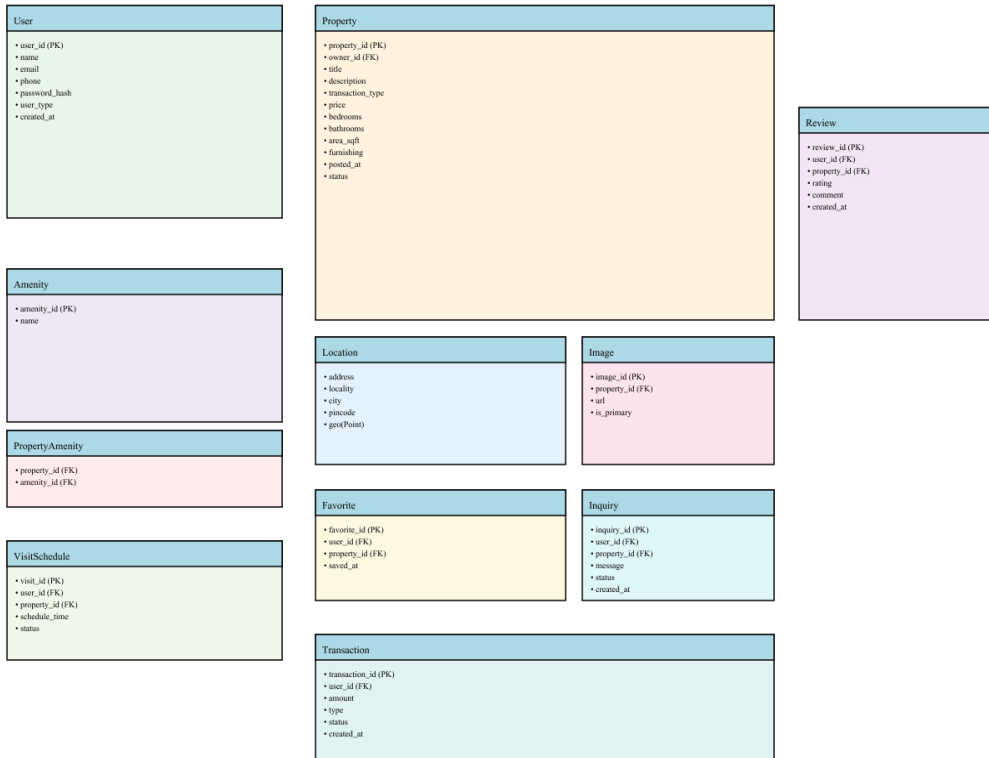 User
• user_id (PK)
• name
• email
• phone
• password_hash
• user_type
• created_at
Property
• property_id (PK)
• owner_id (FK)
• title
• description
• transaction_type
• price
• bedrooms
• bathrooms
• area_sqft
• furnishing
• posted_at
• status
Review
• review_id (PK)
• user_id (FK)
• property_id (FK)
• rating
• comment
• created_at
Amenity
• amenity_id (PK)
• name
Location
• address
• locality
• city
• pincode
• geo(Point)
Image
• image_id (PK)
• property_id (FK)
• url
• is_primary
PropertyAmenity
• property_id (FK)
• amenity_id (FK)
Favorite
• favorite_id (PK)
• user_id (FK)
• property_id (FK)
• saved_at
Inquiry
• inquiry_id (PK)
• user_id (FK)
• property_id (FK)
• message
• status
• created_at
VisitSchedule
• visit_id (PK)
• user_id (FK)
• property_id (FK)
• schedule_time
• status
Transaction
• transaction_id (PK)
• user_id (FK)
• amount
• type
• status
• created_at